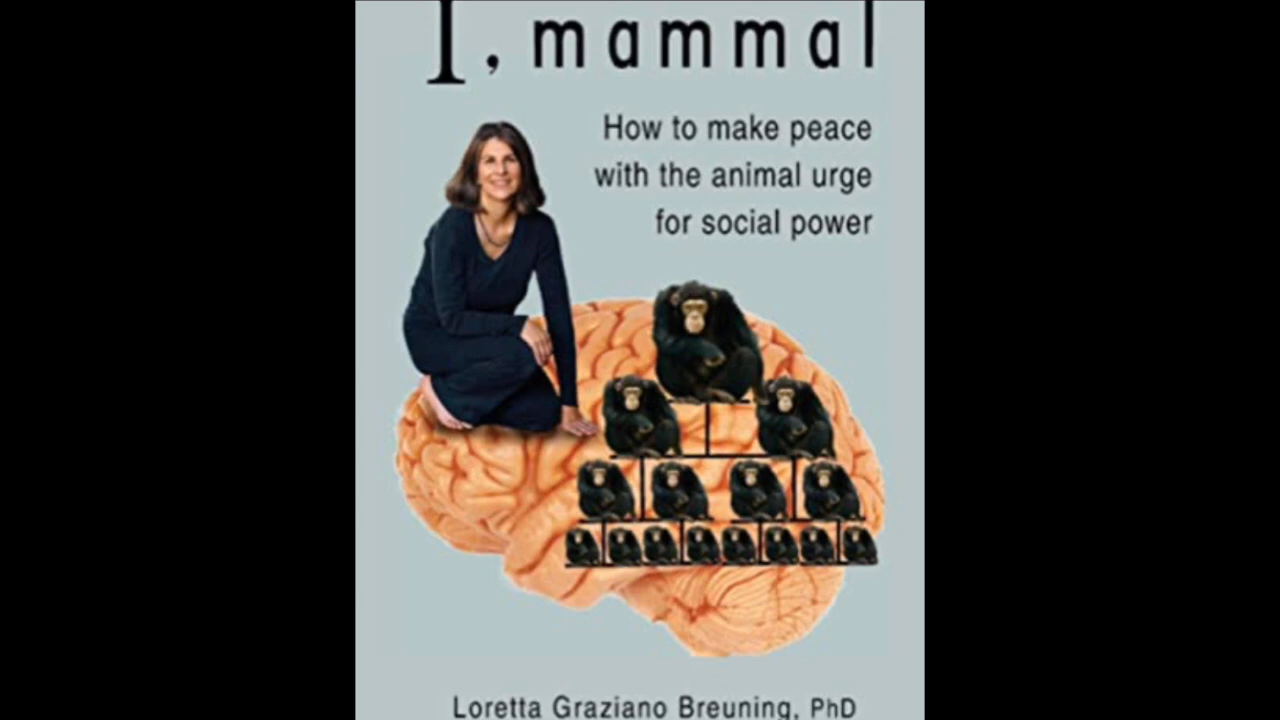 I, mammal
How to make peace
with the animal urge
for social power
Loretta Graziano Breuning, PhD